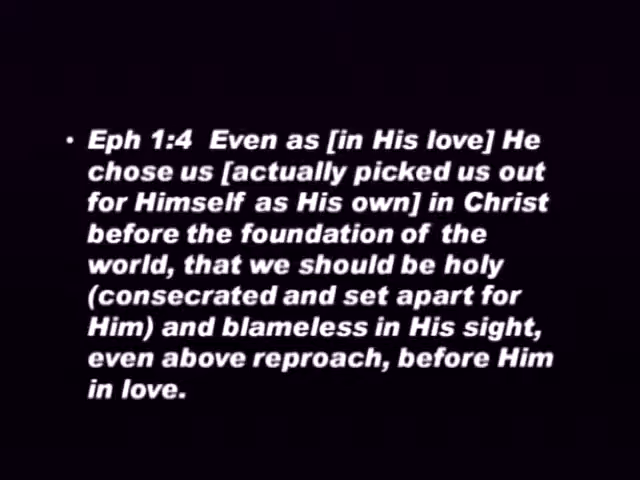 • Eph 1:4  Even as [in His love] He
chose us [actually picked us out
for Himself as His own] in Christ
before the foundation of the
world, that we should be holy
(consecrated and set apart for
Him) and blameless in His sight,
even above reproach, before Him
in love.